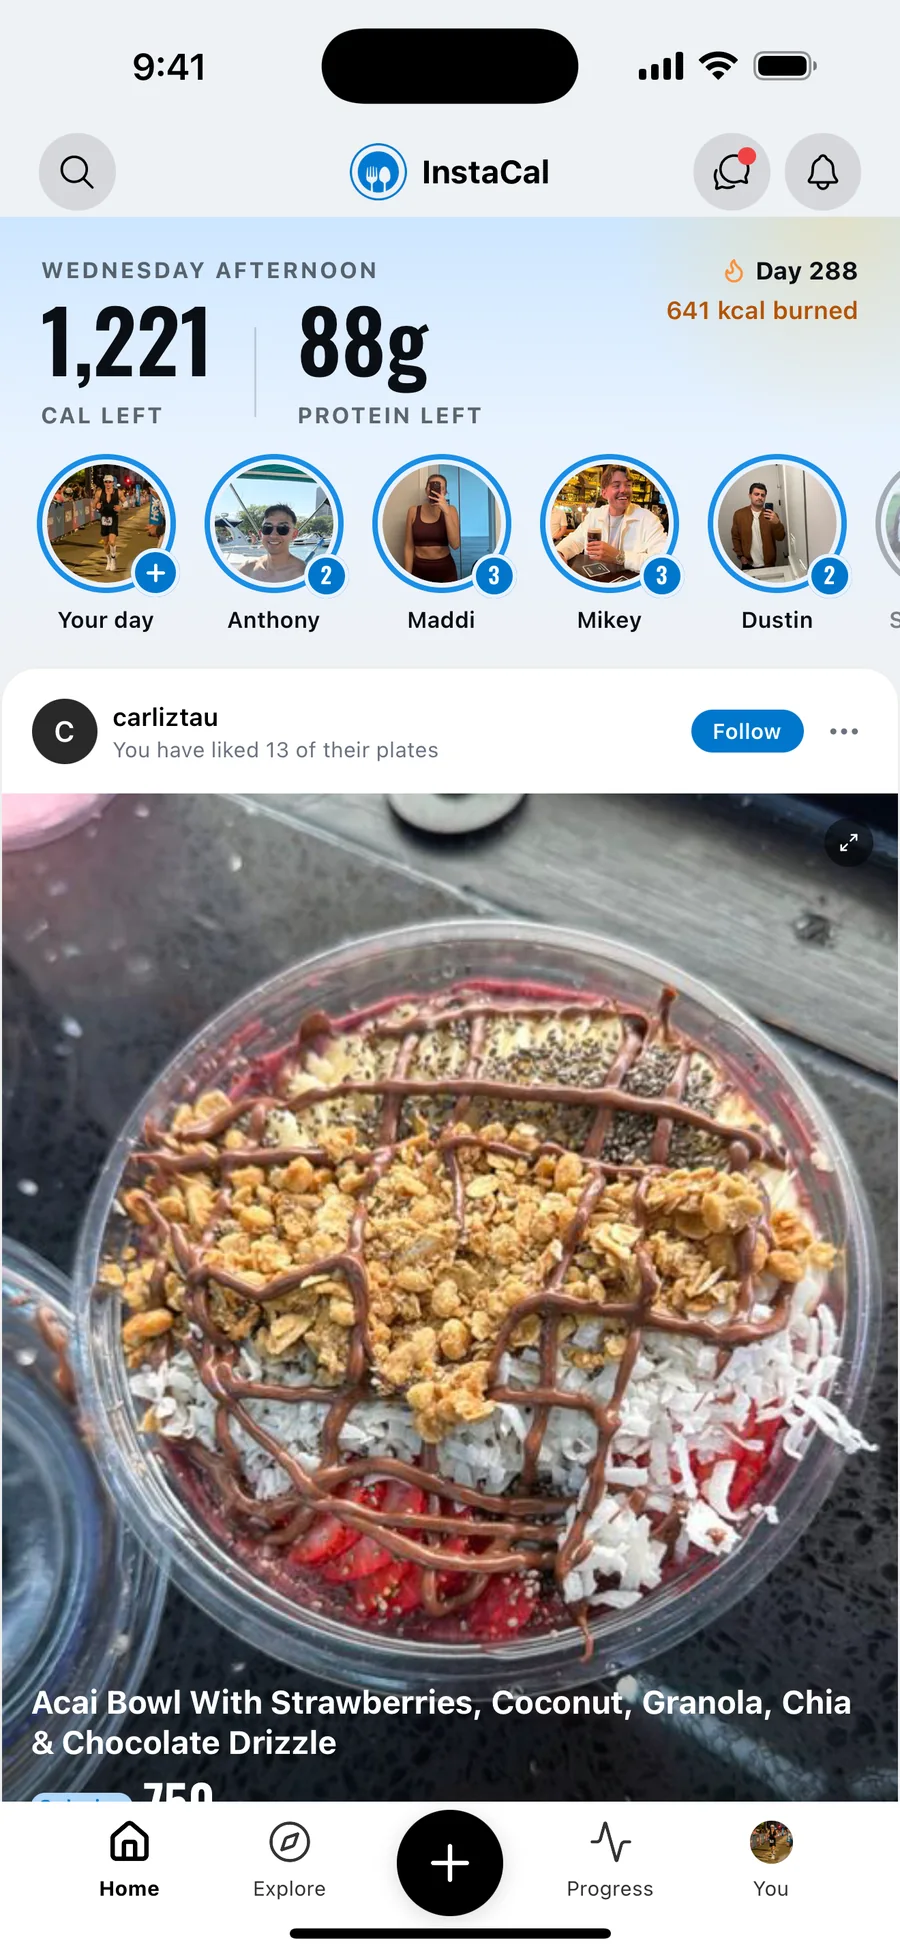 9:41
InstaCal
WEDNESDAY AFTERNOON
Day 288
641 kcal burned
1,221
88g
CAL LEFT
PROTEIN LEFT
2
3
3
2
Your day
Anthony
Maddi
Mikey
Dustin
S
C
carliztau
You have liked 13 of their plates
Follow
Acai Bowl With Strawberries, Coconut, Granola, Chia
& Chocolate Drizzle
750
Home
Explore
Progress
You